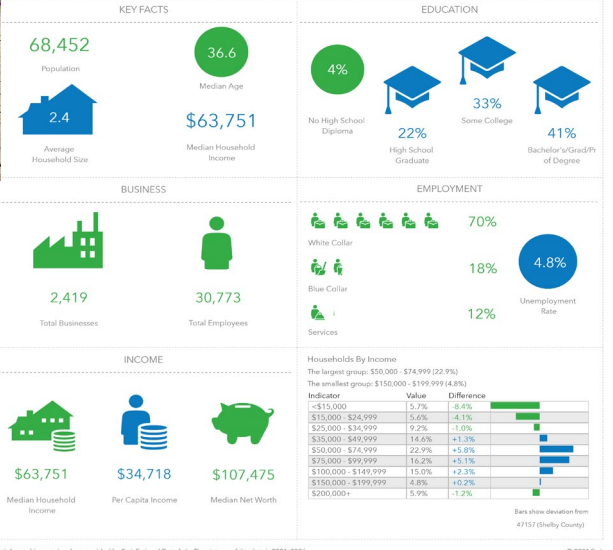 KEY FACTS
68,452
Population
36.6
Median Age
2.4
Average
Household Size
$63,751
Median Household
Income
EDUCATION
4%
No High School
Diploma
22%
High School
Graduate
33%
Some College
41%
Bachelor's/Grad/Pr
of Degree
BUSINESS
2,419
Total Businesses
30,773
Total Employees
EMPLOYMENT
70%
White Collar
18%
Blue Collar
12%
Services
4.8%
Unemployment
Rate
INCOME
$63,751
Median Household
Income
$34,718
Per Capita Income
$107,475
Median Net Worth
Households By Income
The largest group: $50,000 - $74,999 (22.9%)
The smallest group: $150,000 - $199,999 (4.8%)
Indicator Value Difference
<$15,000 5.7% -8.4%
$15,000 - $24,999 5.6% -4.1%
$25,000 - $34,999 9.2% -1.0%
$35,000 - $49,999 14.6% +1.3%
$50,000 - $74,999 22.9% +5.8%
$75,000 - $99,999 16.2% +5.1%
$100,000 - $149,999 15.0% +2.3%
$150,000 - $199,999 4.8% +0.2%
$200,000+ 5.9% -1.2%
Bars show deviation from
47157 (Shelby County)